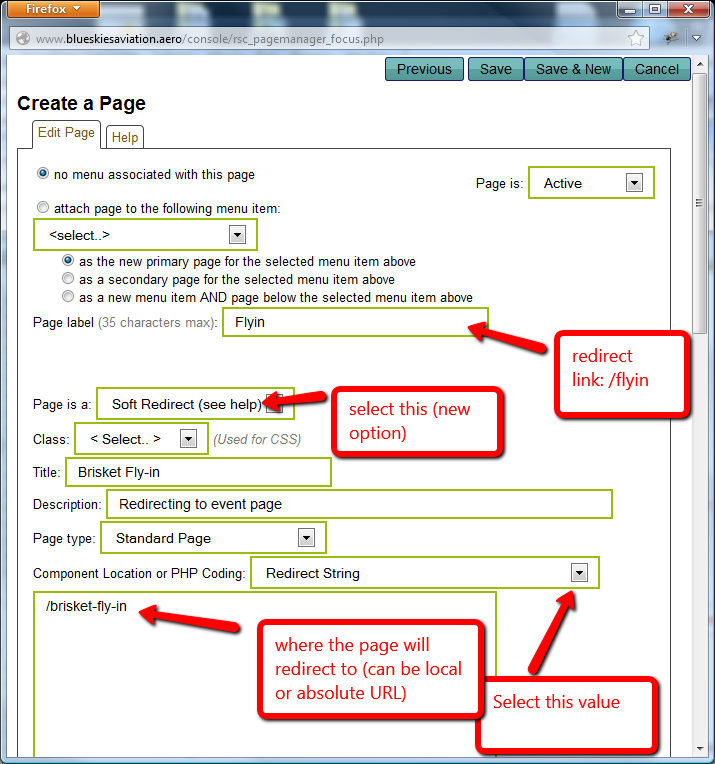 Firefox
www.blueskiesaviation.aero/console/rsc_pagemanager_focus.php
Previous Save Save & New Cancel
Create a Page
Edit Page Help
no menu associated with this page
Page is: Active
attach page to the following menu item:
<select..>
as the new primary page for the selected menu item above
as a secondary page for the selected menu item above
as a new menu item AND page below the selected menu item above
Page label (35 characters max): Flyin
redirect
link: /flyin
Page is a: Soft Redirect (see help)
select this (new
option)
Class: < Select.. > (Used for CSS)
Title: Brisket Fly-in
Description: Redirecting to event page
Page type: Standard Page
Component Location or PHP Coding: Redirect String
/brisket-fly-in
where the page will
redirect to (can be local
or absolute URL)
Select this value